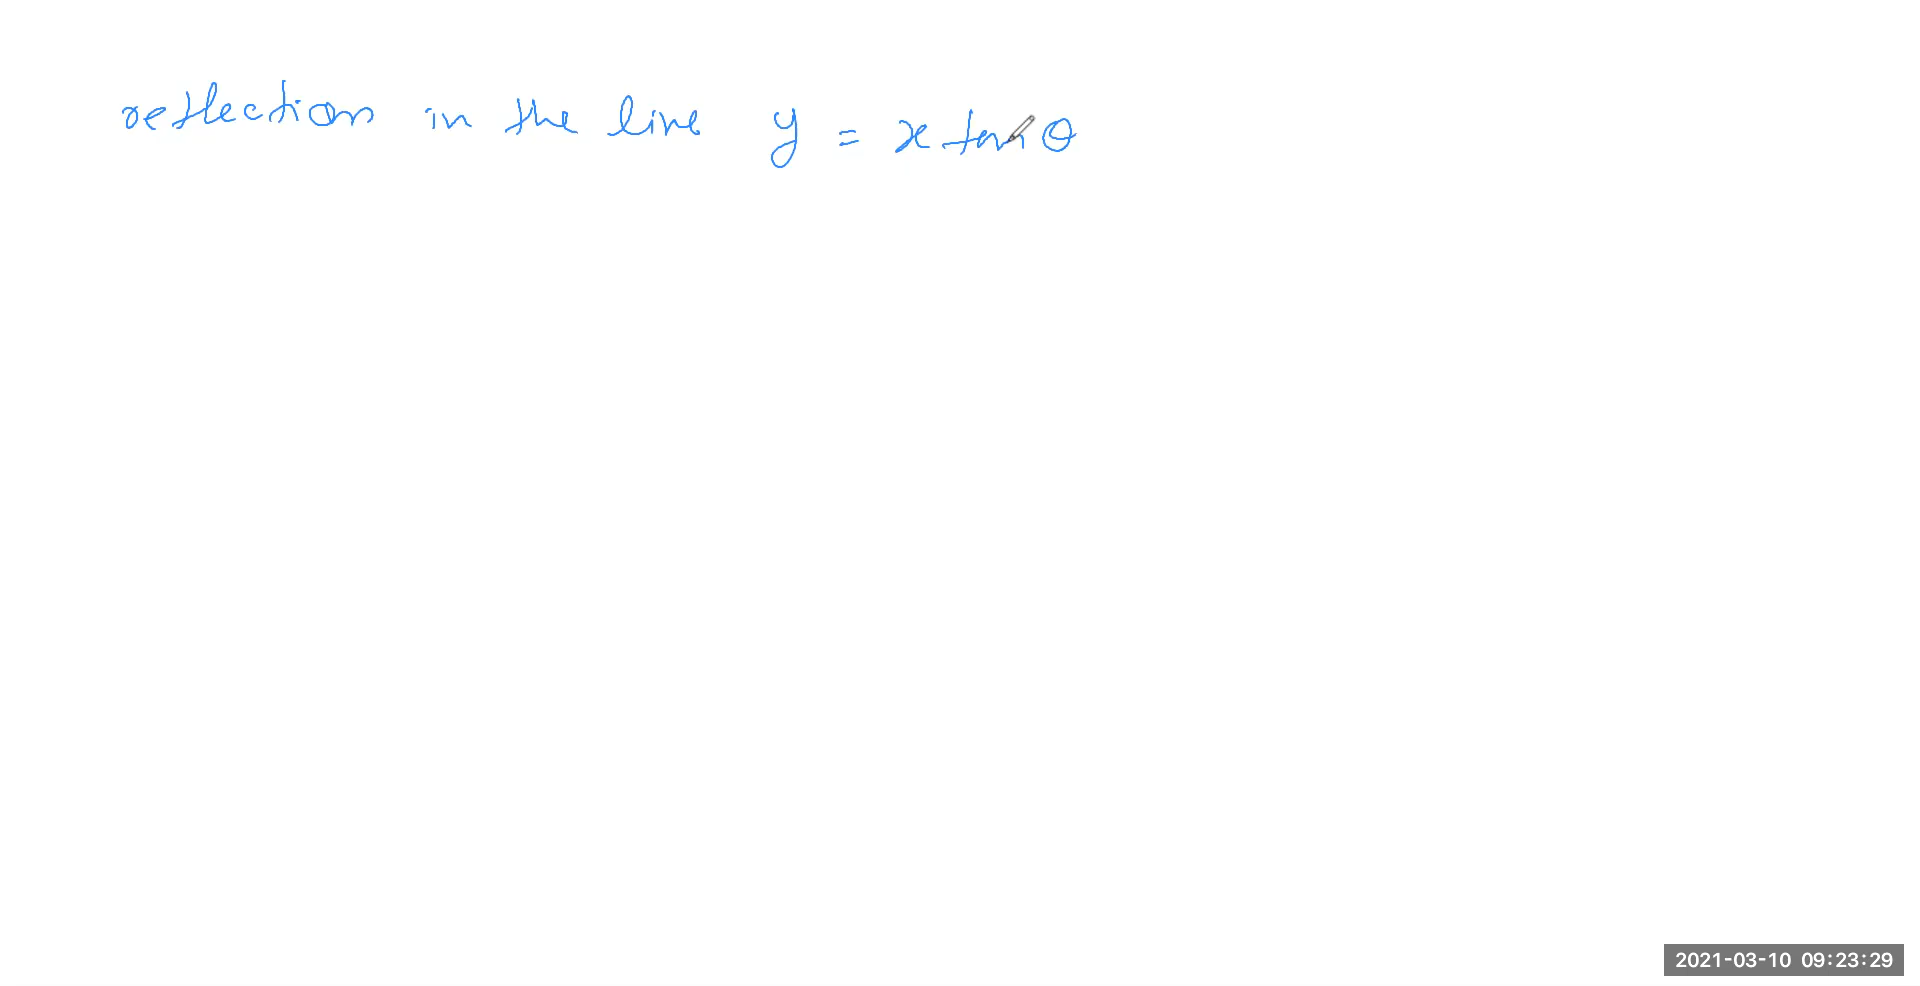 reflection in the line y = x tan θ
2021-03-10 09:23:29